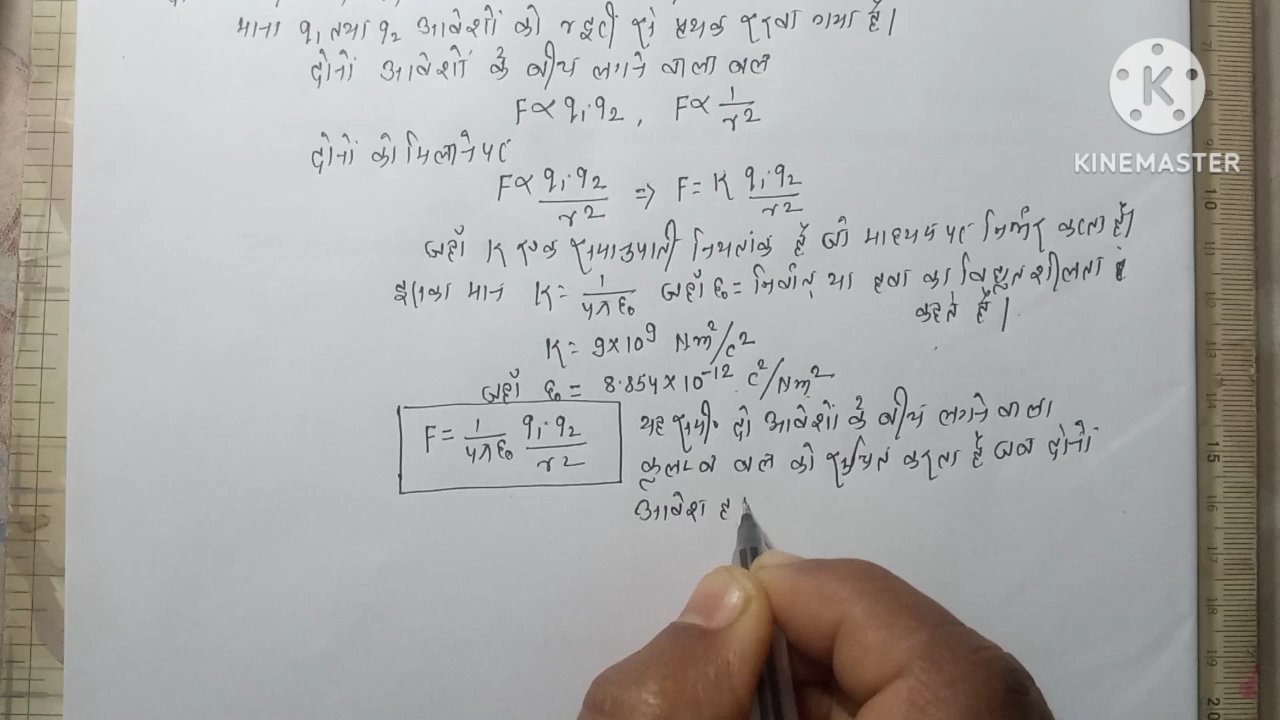 माना q₁ तथा q₂ आवेशों को r दूरी से पृथक रखा गया है।
दोनों आवेशों के बीच लगने वाला बल
F∝ q₁.q₂ , F∝ 1/r²
दोनों को मिलाने पर
F∝ q₁.q₂/r² => F= K q₁.q₂/r²
जहाँ K एक समानुपाती नियतांक है जो माध्यम पर निर्भर करता है।
इसका मान K= 1/4πε₀ जहाँ ε₀ = निर्वात् या हवा का विद्युतशीलता
कहते हैं।
K= 9×10⁹ Nm²/c²
जहाँ ε₀ = 8.854×10⁻¹² c²/Nm²
F= 1/4πε₀ q₁.q₂/r²
यह समी० दो आवेशों के बीच लगने वाला
कूलम्ब बल को सूचित करता है जब दोनों
आवेश ह
KINEMASTER